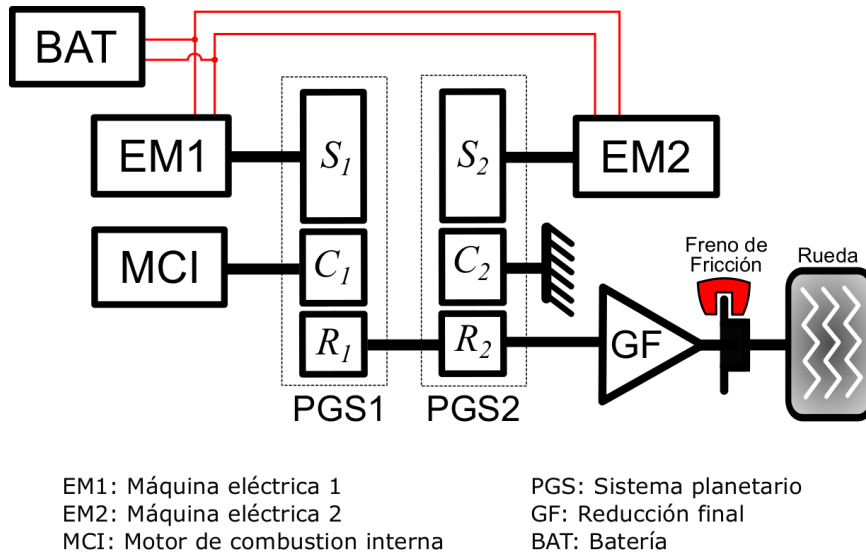 BAT
EM1
S1
S2
EM2
MCI
C1
C2
Freno de
Fricción
Rueda
R1
R2
GF
PGS1
PGS2
EM1: Máquina eléctrica 1
PGS: Sistema planetario
EM2: Máquina eléctrica 2
GF: Reducción final
MCI: Motor de combustion interna
BAT: Batería